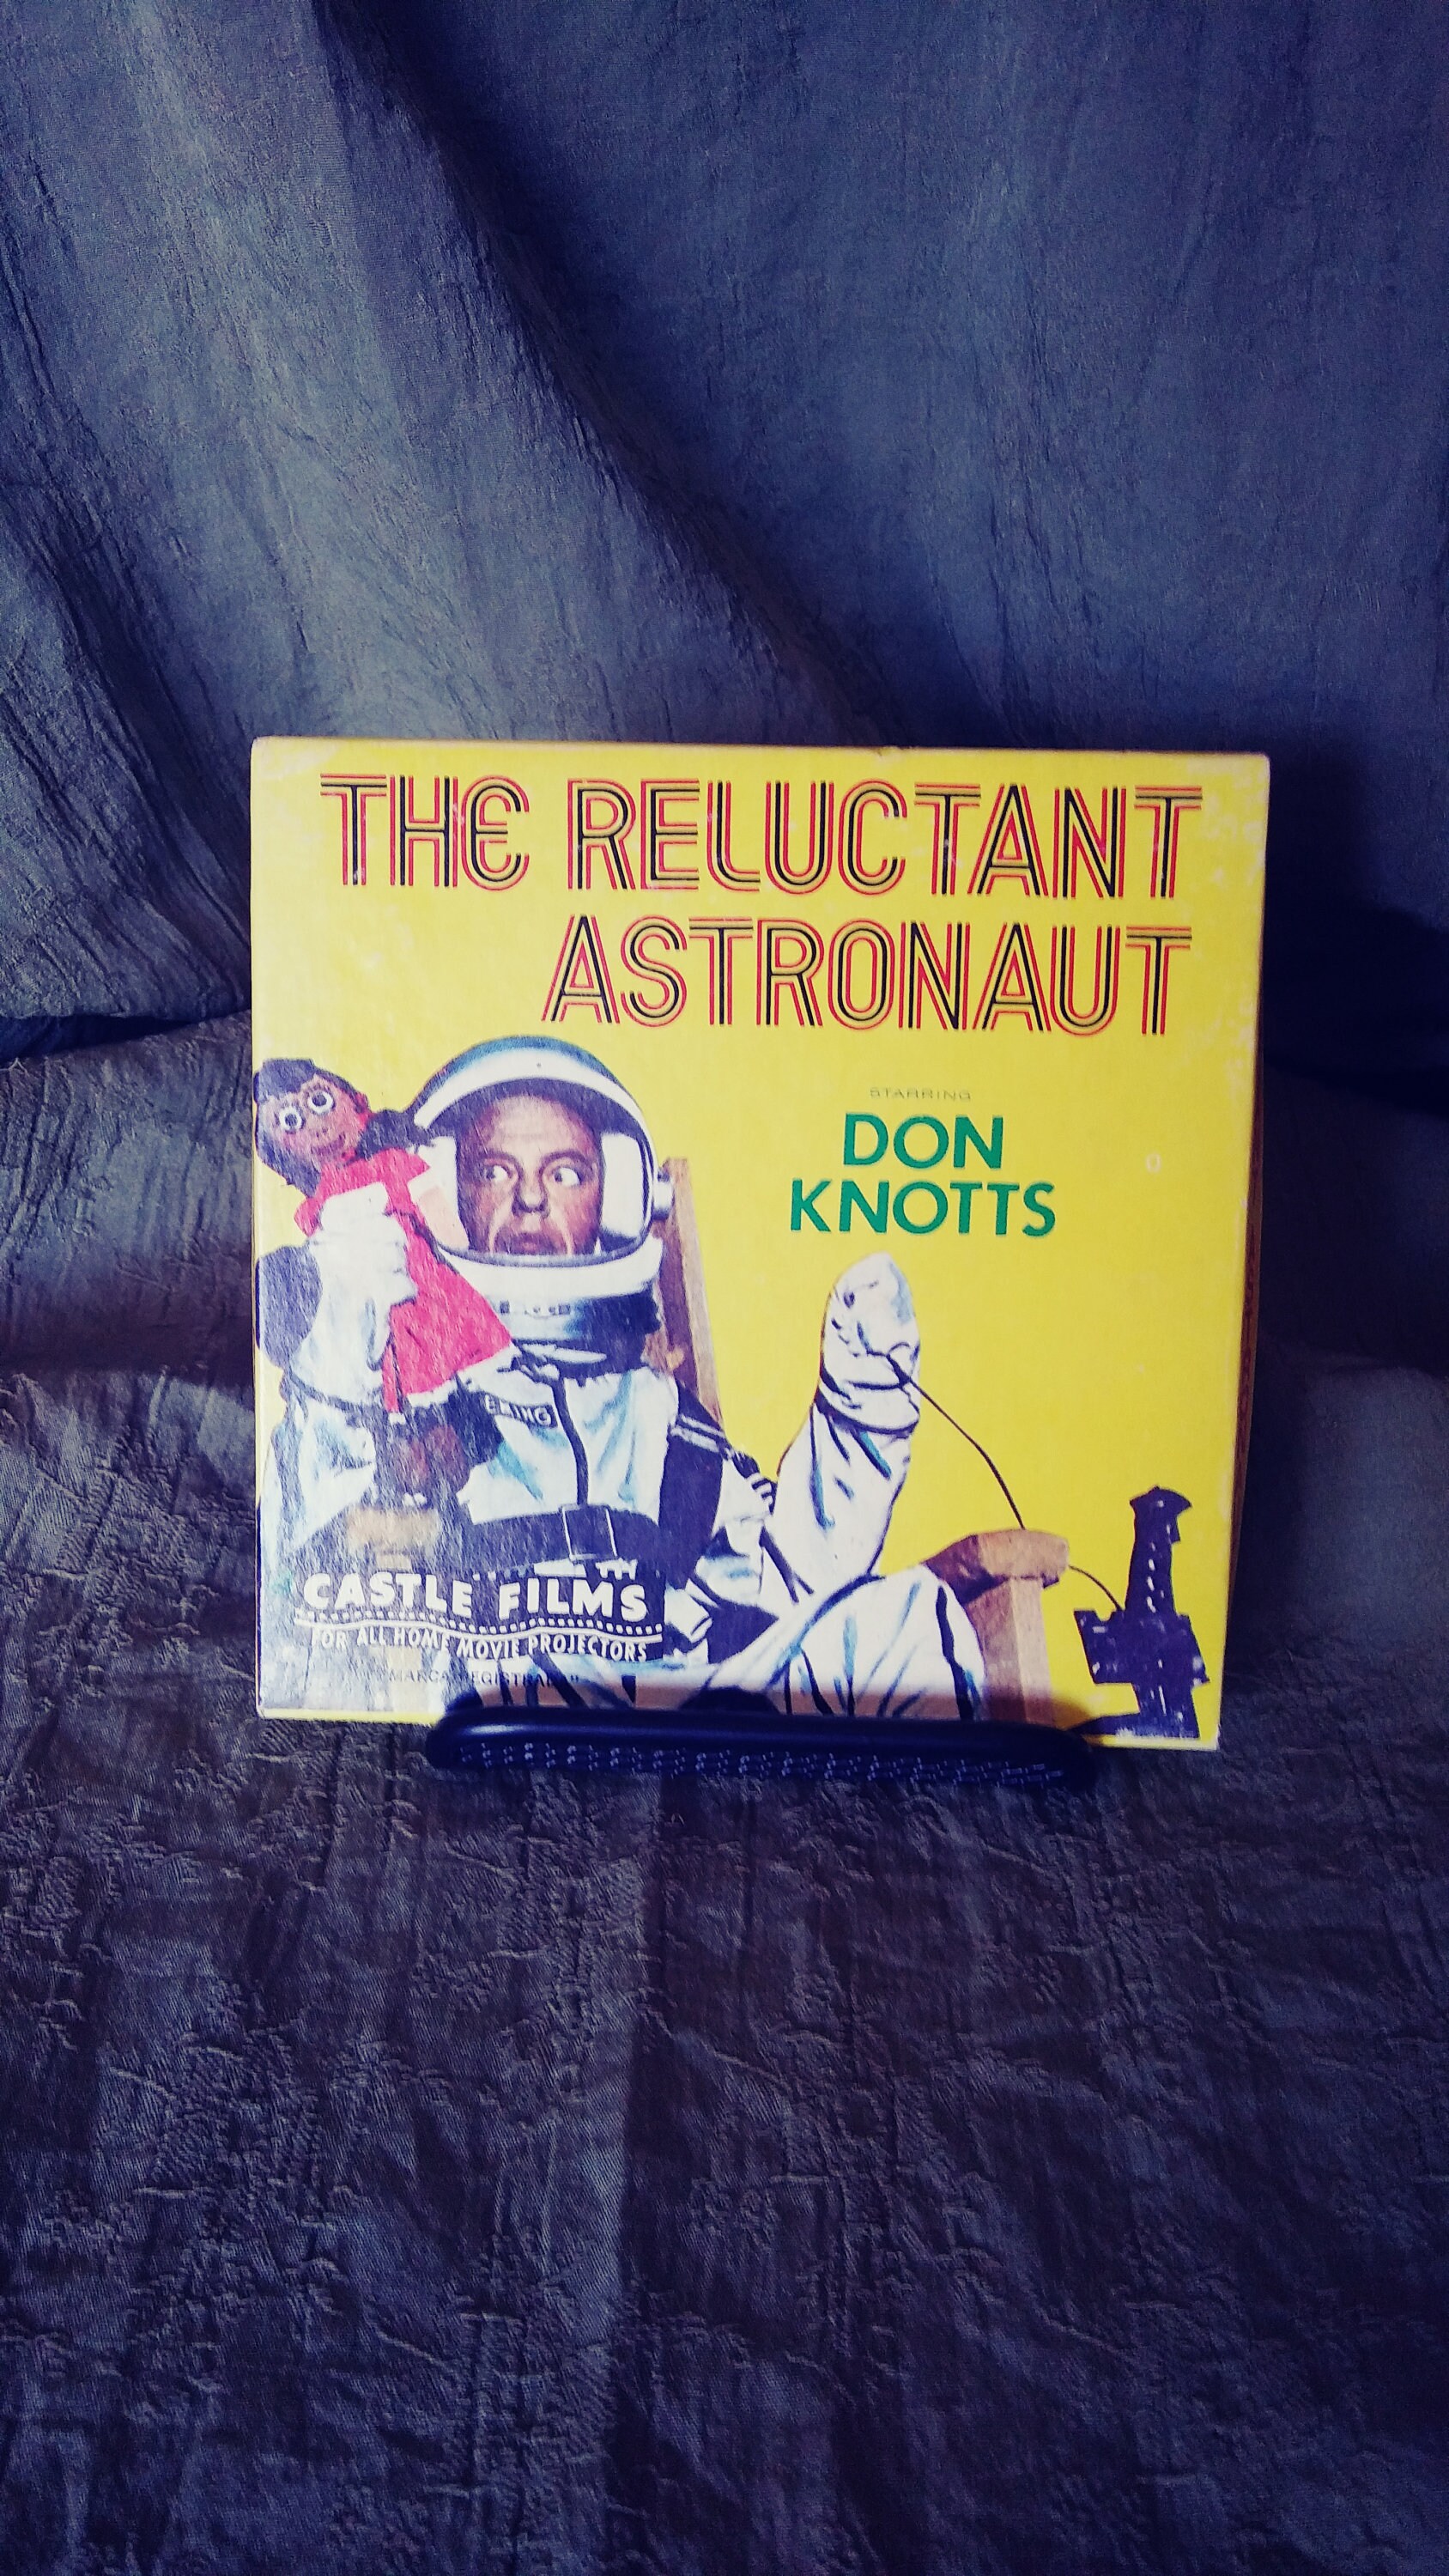 THE RELUCTANT
ASTRONAUT
STARRING
DON
KNOTTS
CASTLE FILMS
FOR ALL HOME MOVIE PROJECTORS